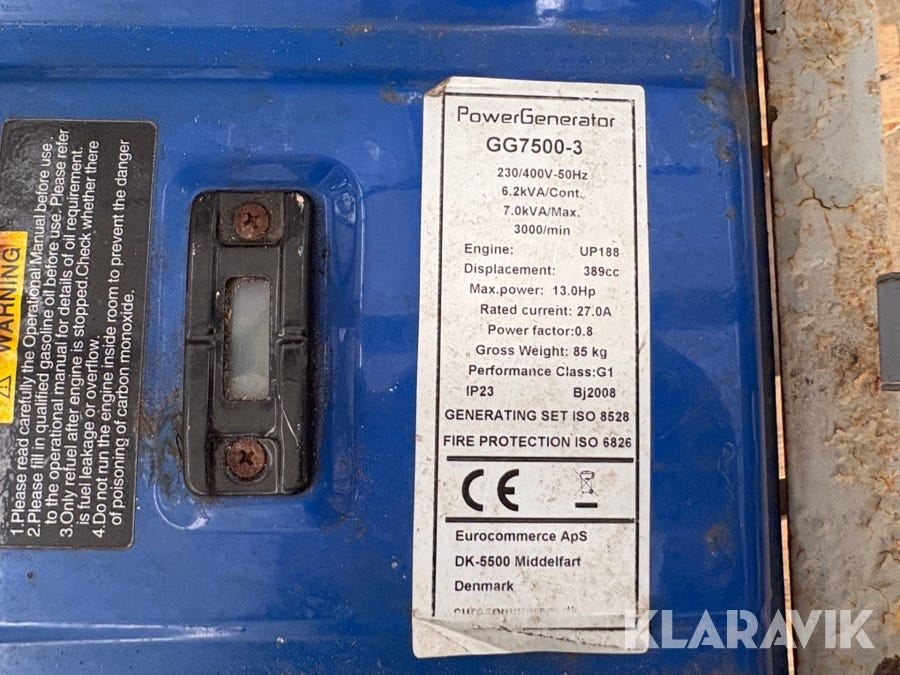 ⚠ WARNING
1.Please read carefully the Operational Manual before use.
2.Please fill in qualified gasoline oil before use. Please refer
to the operational manual for details of oil requirement.
3.Only refuel after engine is stopped.Check whether there
is fuel leakage or overflow.
4.Do not run the engine inside room to prevent the danger
of poisoning of carbon monoxide.
PowerGenerator
GG7500-3
230/400V-50Hz
6.2kVA/Cont.
7.0kVA/Max.
3000/min
Engine: UP188
Displacement: 389cc
Max.power: 13.0Hp
Rated current: 27.0A
Power factor:0.8
Gross Weight: 85 kg
Performance Class:G1
IP23 Bj2008
GENERATING SET ISO 8528
FIRE PROTECTION ISO 6826
CE
Eurocommerce ApS
DK-5500 Middelfart
Denmark
KLARAVIK